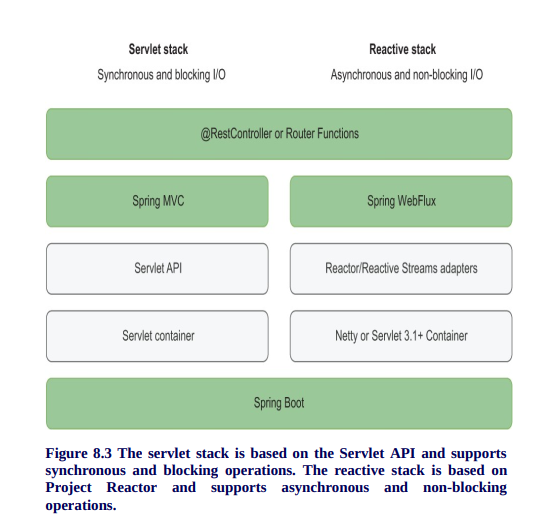 Servlet stack
Reactive stack
Synchronous and blocking I/O
Asynchronous and non-blocking I/O
@RestController or Router Functions
Spring MVC
Spring WebFlux
Servlet API
Reactor/Reactive Streams adapters
Servlet container
Netty or Servlet 3.1+ Container
Spring Boot
Figure 8.3 The servlet stack is based on the Servlet API and supports
synchronous and blocking operations. The reactive stack is based on
Project Reactor and supports asynchronous and non-blocking
operations.